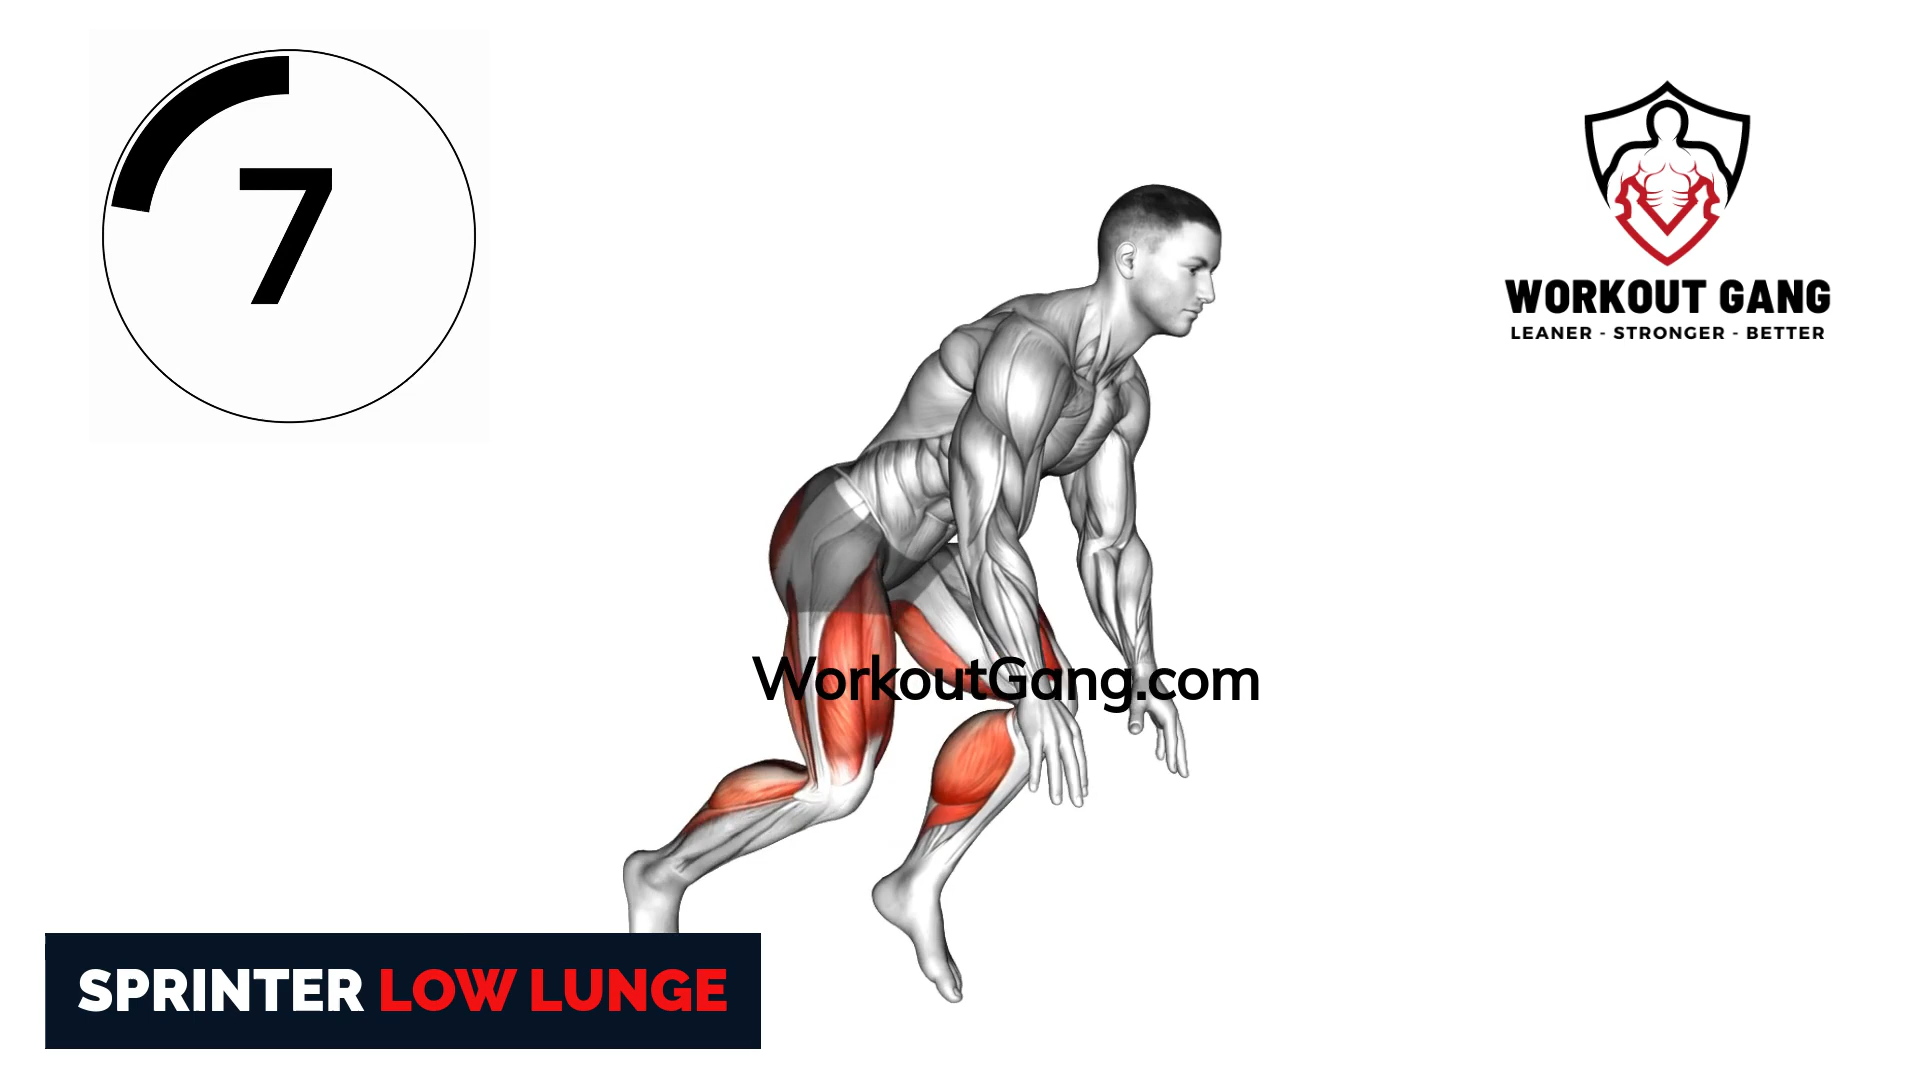 7
WORKOUT GANG
LEANER - STRONGER - BETTER
WorkoutGang.com
SPRINTER LOW LUNGE